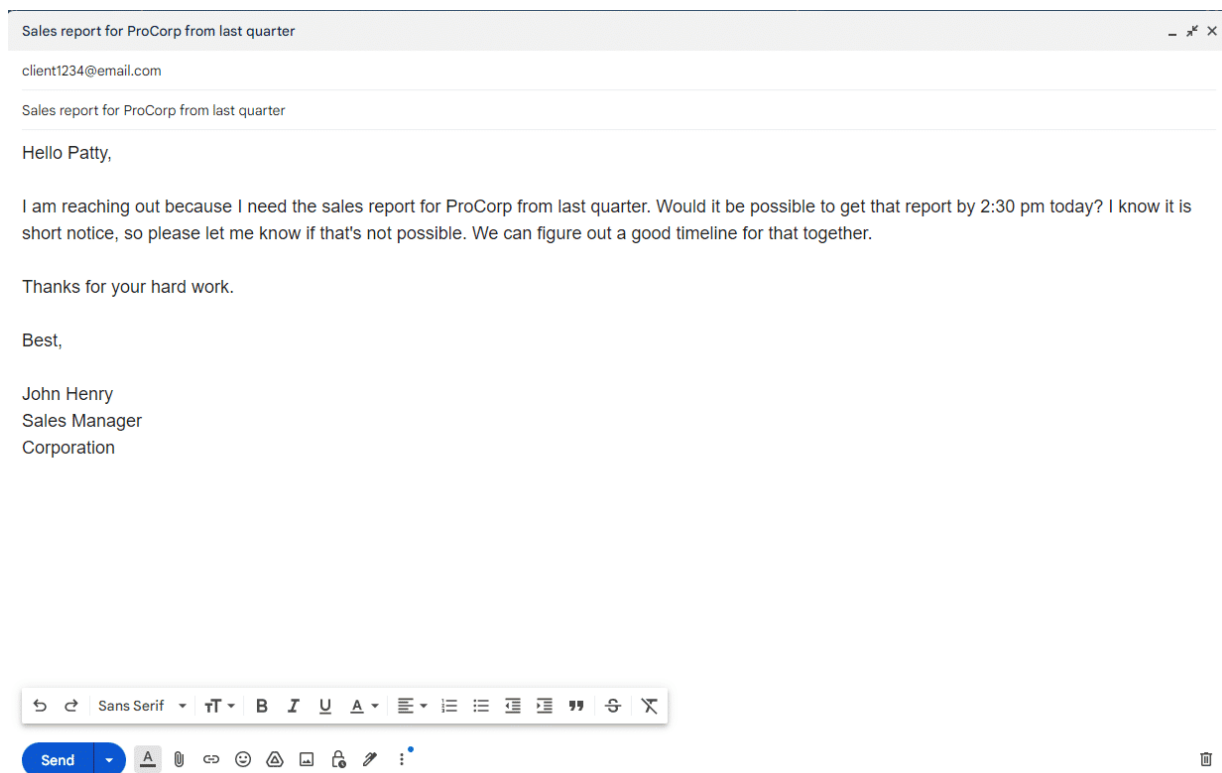 Sales report for ProCorp from last quarter
client1234@email.com
Sales report for ProCorp from last quarter
Hello Patty,
I am reaching out because I need the sales report for ProCorp from last quarter. Would it be possible to get that report by 2:30 pm today? I know it is
short notice, so please let me know if that's not possible. We can figure out a good timeline for that together.
Thanks for your hard work.
Best,
John Henry
Sales Manager
Corporation
Sans Serif
Send